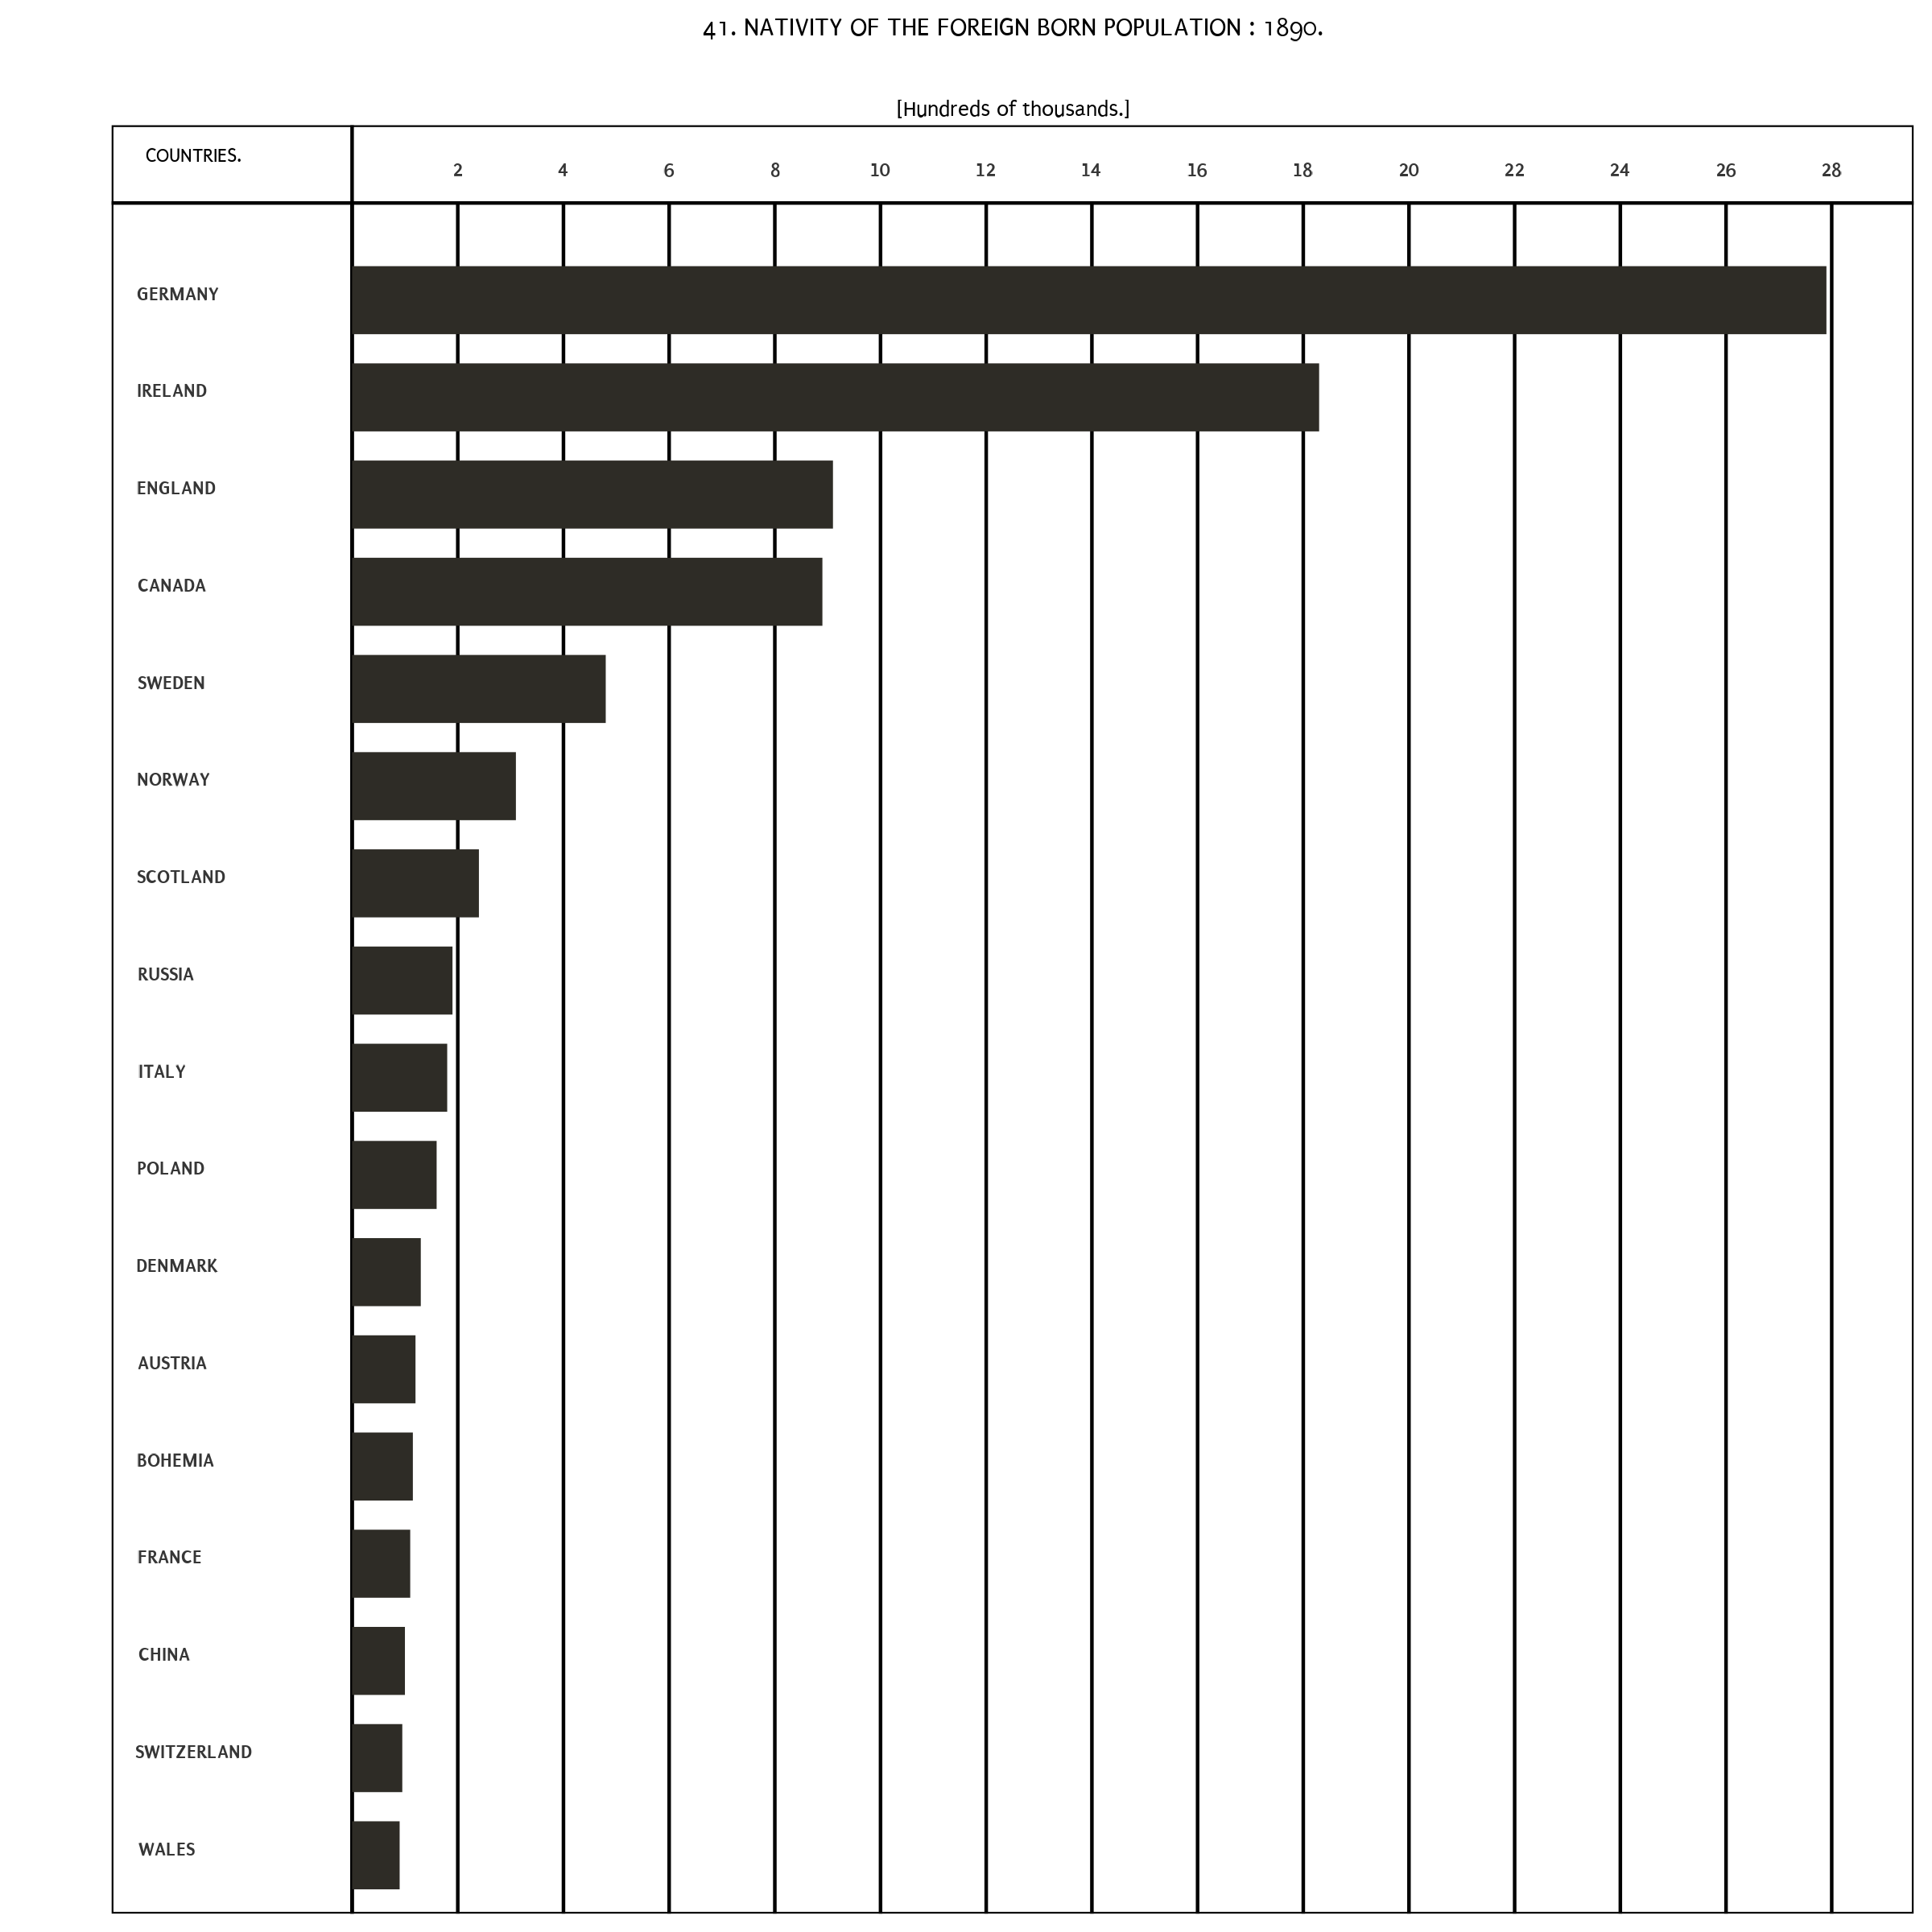 41. NATIVITY OF THE FOREIGN BORN POPULATION : 1890.
[Hundreds of thousands.]
COUNTRIES.
2 4 6 8 10 12 14 16 18 20 22 24 26 28
GERMANY
IRELAND
ENGLAND
CANADA
SWEDEN
NORWAY
SCOTLAND
RUSSIA
ITALY
POLAND
DENMARK
AUSTRIA
BOHEMIA
FRANCE
CHINA
SWITZERLAND
WALES